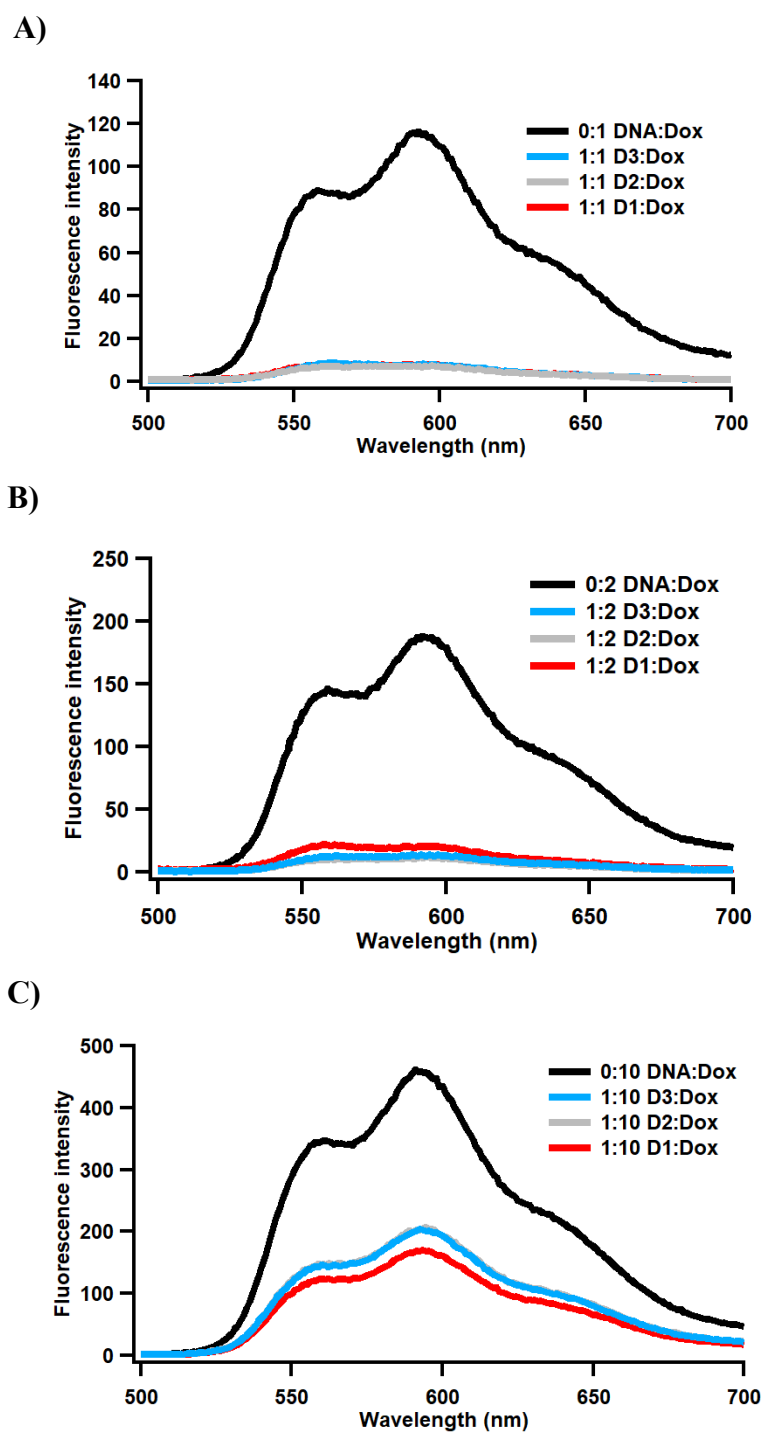 A)
Fluorescence intensity
140
120
100
80
60
40
20
0
0:1 DNA:Dox
1:1 D3:Dox
1:1 D2:Dox
1:1 D1:Dox
500 550 600 650 700
Wavelength (nm)
B)
Fluorescence intensity
250
200
150
100
50
0
0:2 DNA:Dox
1:2 D3:Dox
1:2 D2:Dox
1:2 D1:Dox
500 550 600 650 700
Wavelength (nm)
C)
Fluorescence intensity
500
400
300
200
100
0
0:10 DNA:Dox
1:10 D3:Dox
1:10 D2:Dox
1:10 D1:Dox
500 550 600 650 700
Wavelength (nm)